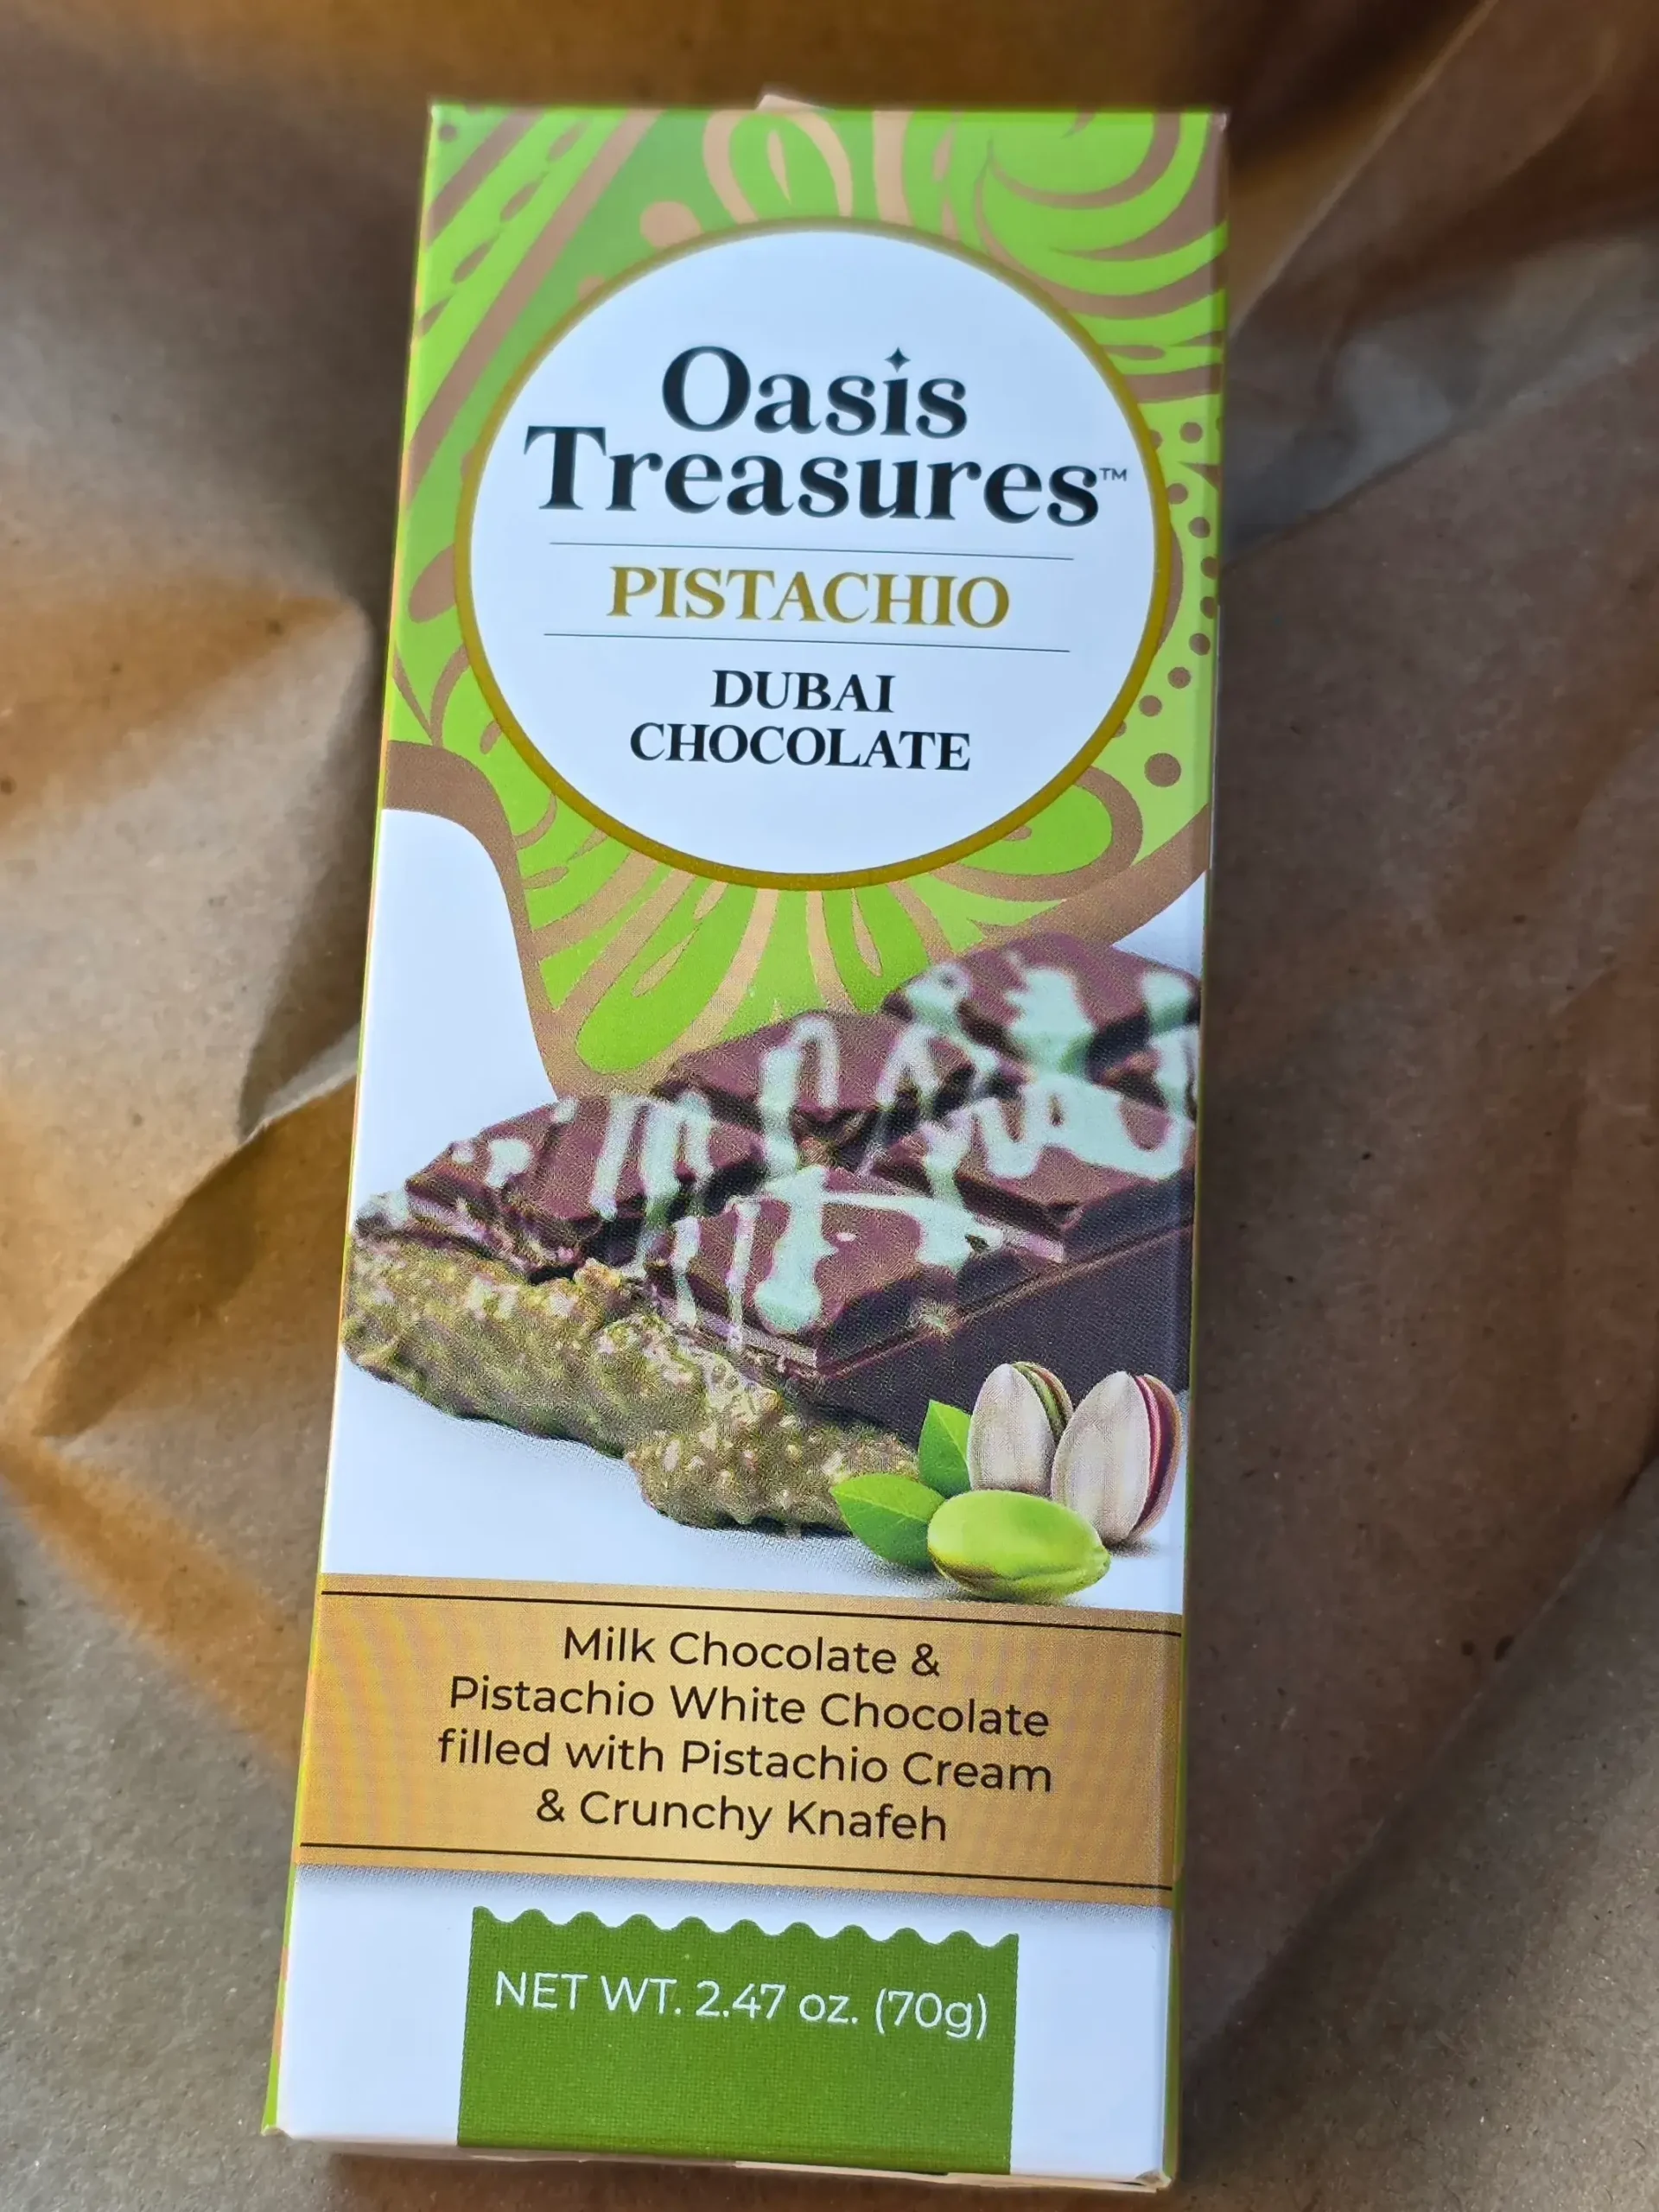 Oasis
Treasures™
PISTACHIO
DUBAI
CHOCOLATE
Milk Chocolate &
Pistachio White Chocolate
filled with Pistachio Cream
& Crunchy Knafeh
NET WT. 2.47 oz. (70g)